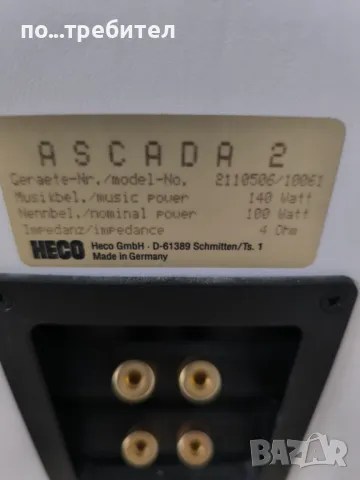 по...требител
ASCADA 2
Geraete-Nr./model-No. 2110506/10061
Musikbel./music power 140 Watt
Nennbel./nominal power 100 Watt
Impedanz/impedance 4 Ohm
HECO Heco GmbH · D-61389 Schmitten/Ts. 1
Made in Germany
BAZAR